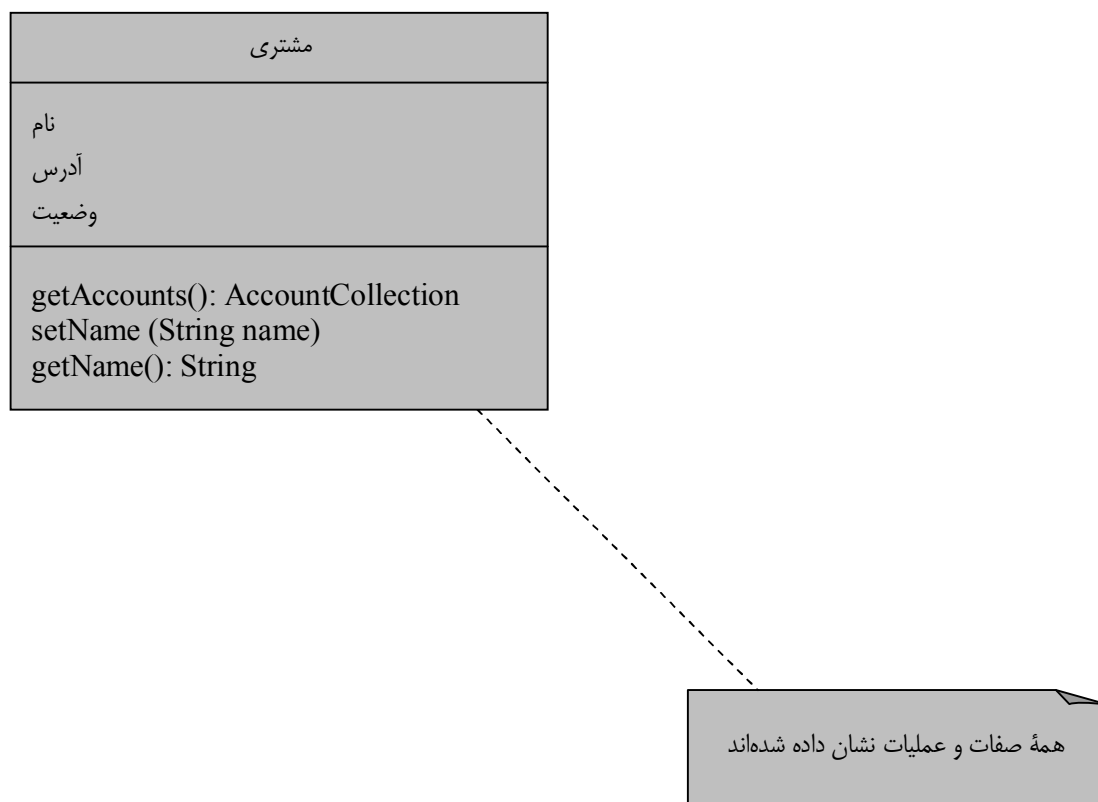 مشتری
نام
آدرس
وضعیت
getAccounts(): AccountCollection
setName (String name)
getName(): String
همهٔ صفات و عملیات نشان داده شده‌اند